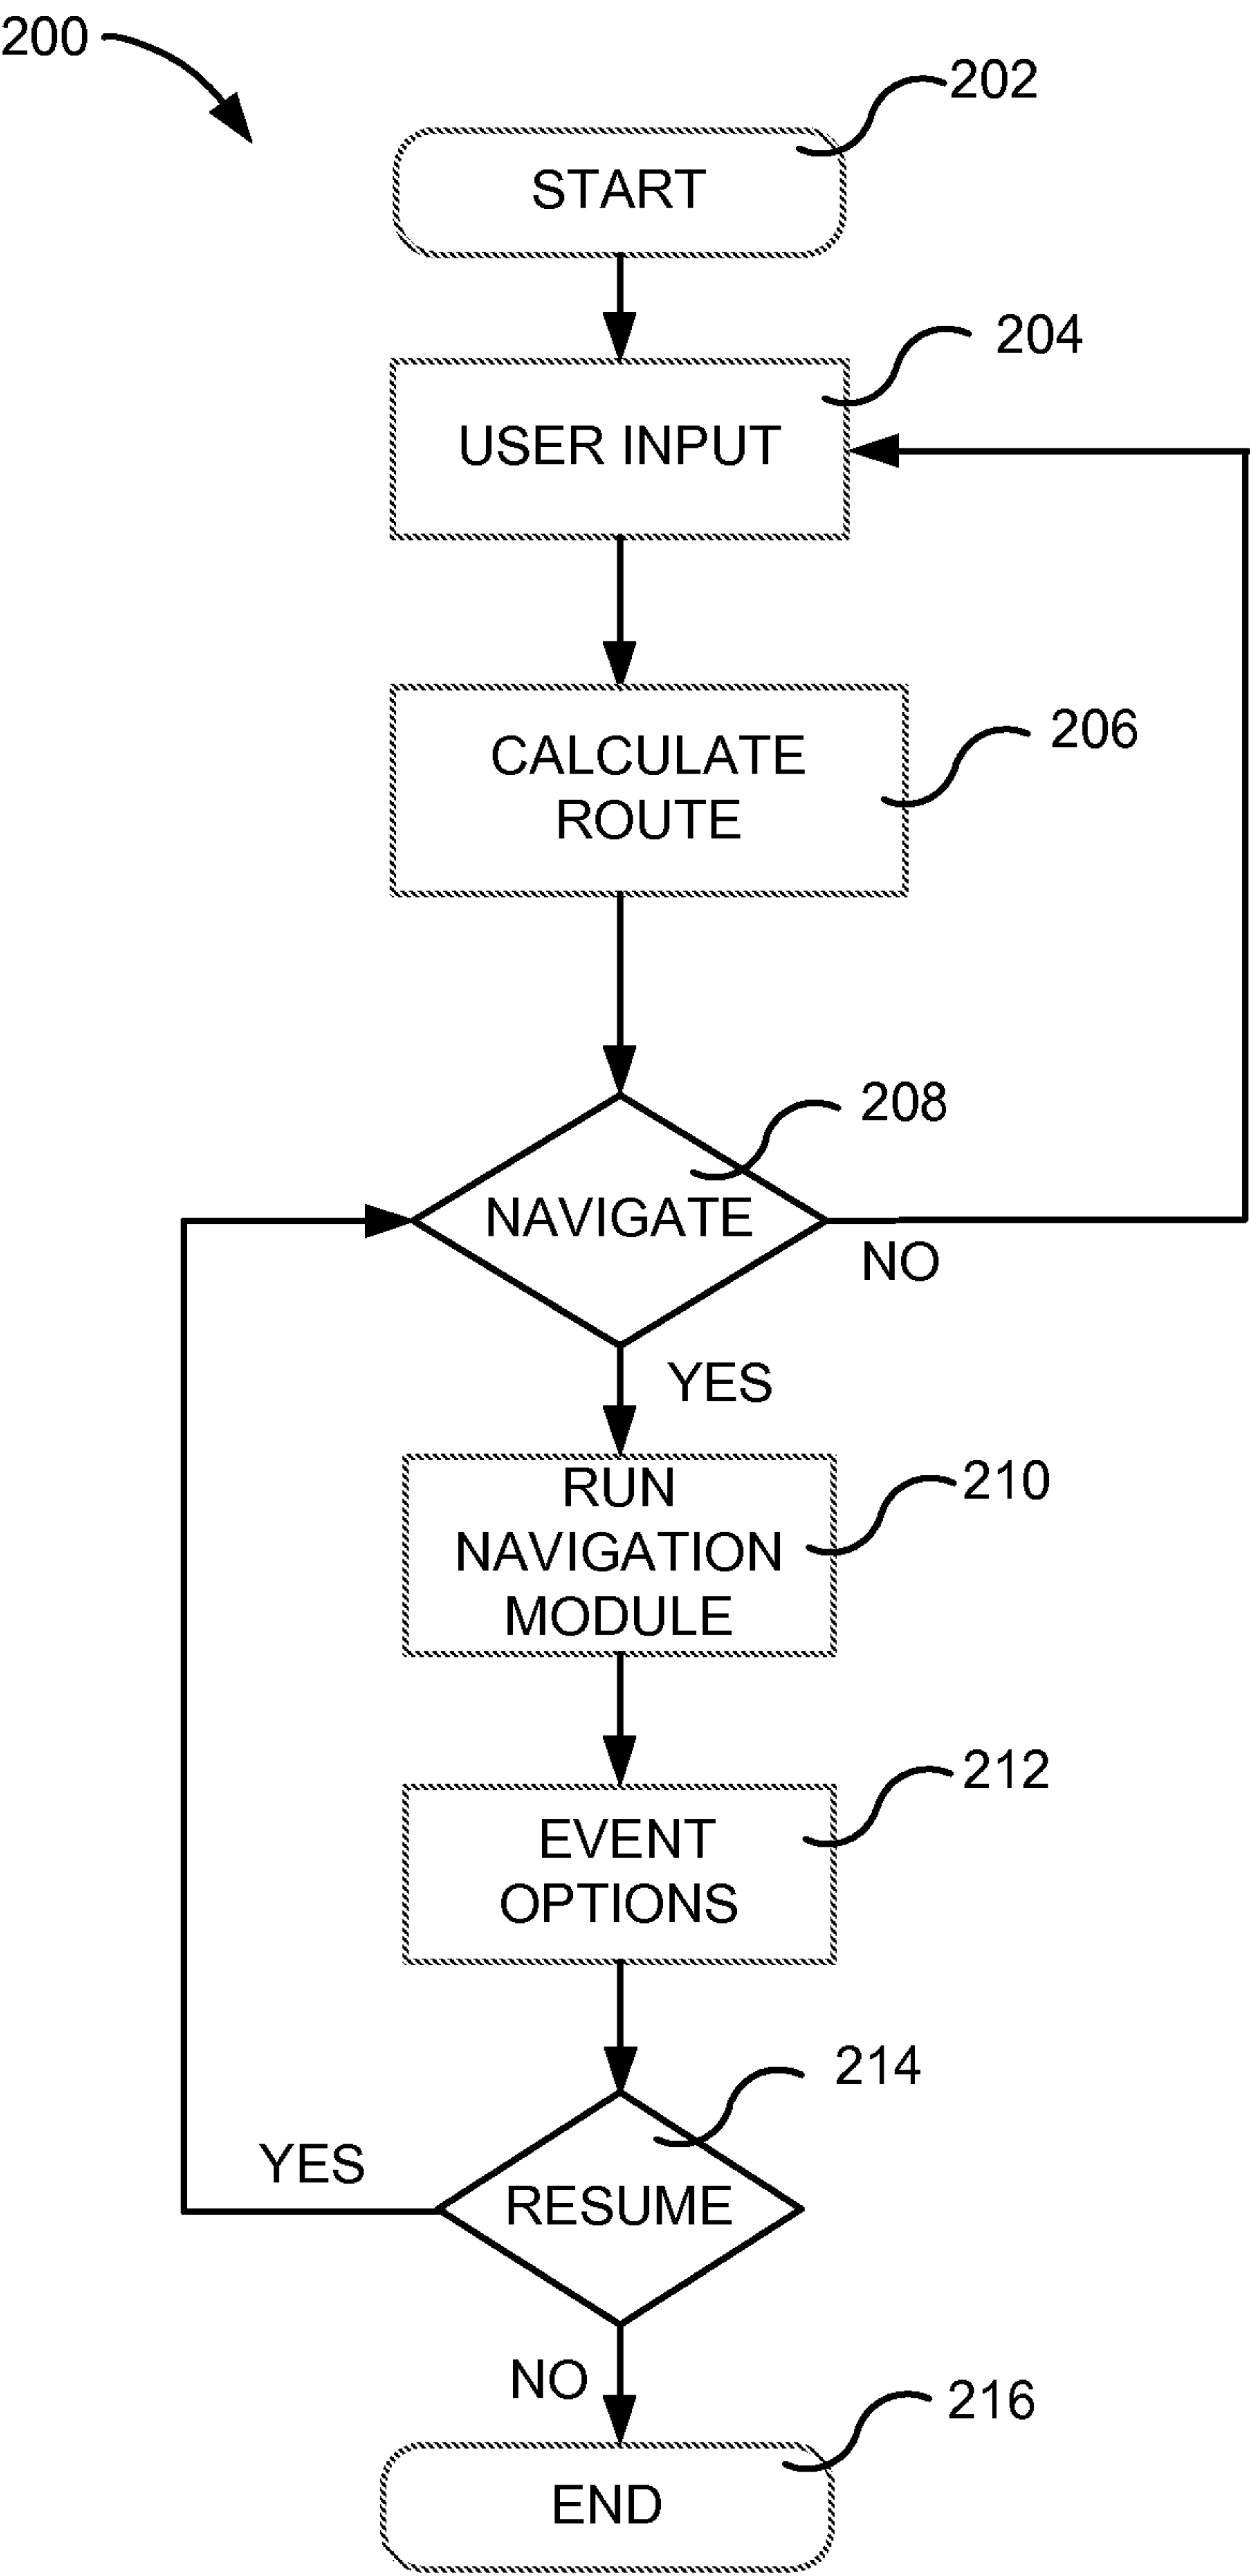 200
202
START
204
USER INPUT
206
CALCULATE
ROUTE
208
NAVIGATE
NO
YES
RUN
210
NAVIGATION
MODULE
212
EVENT
OPTIONS
214
YES
RESUME
NO
216
END